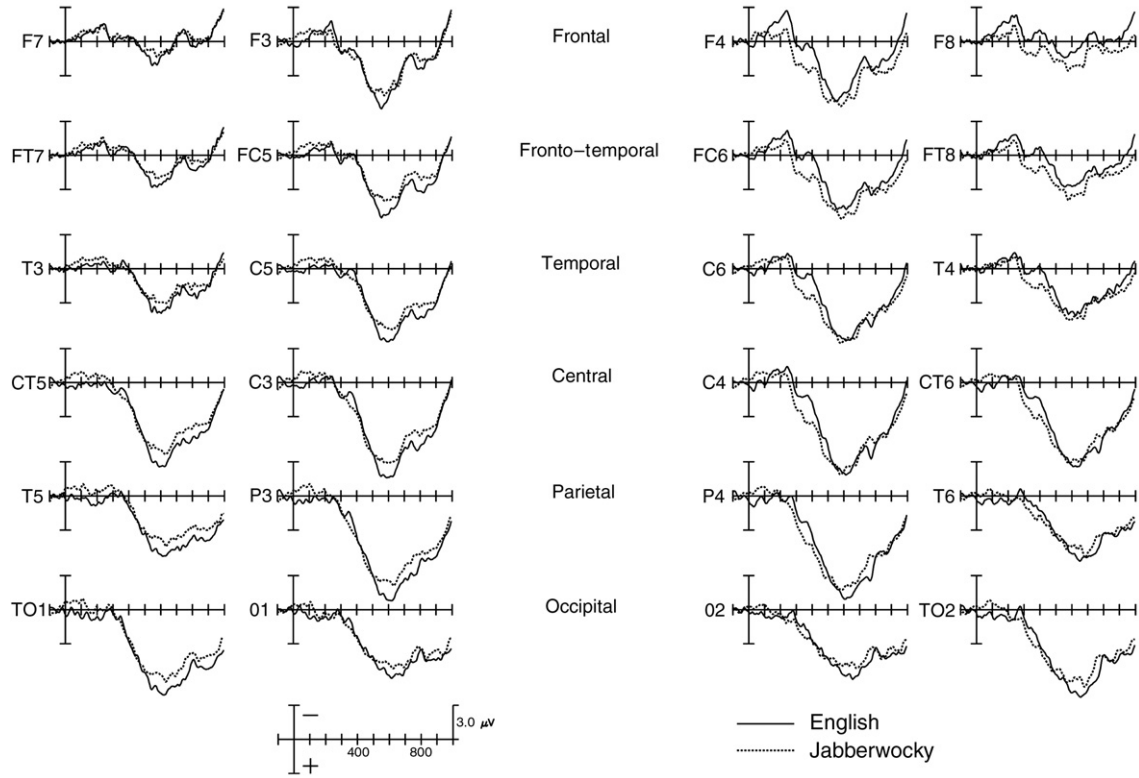 F7 F3 Frontal F4 F8
FT7 FC5 Fronto-temporal FC6 FT8
T3 C5 Temporal C6 T4
CT5 C3 Central C4 CT6
T5 P3 Parietal P4 T6
TO1 01 Occipital 02 TO2
− 3.0 μV
400 800
+
English
Jabberwocky